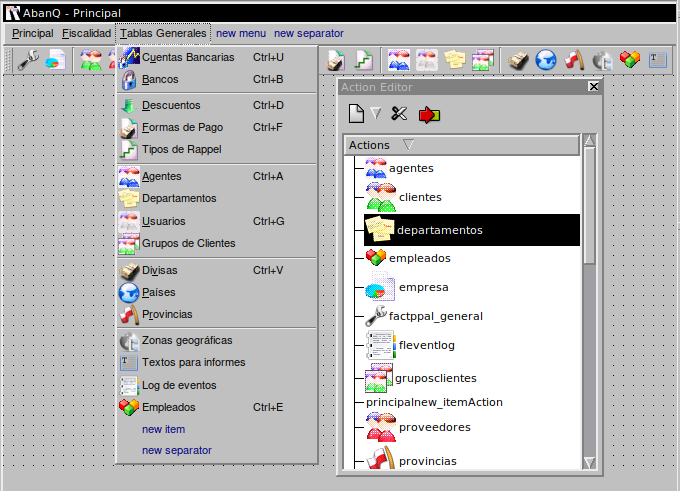 AbanQ - Principal
Principal Fiscalidad Tablas Generales new menu new separator
Cuentas Bancarias Ctrl+U
Bancos Ctrl+B
Descuentos Ctrl+D
Formas de Pago Ctrl+F
Tipos de Rappel
Agentes Ctrl+A
Departamentos
Usuarios Ctrl+G
Grupos de Clientes
Divisas Ctrl+V
Países
Provincias
Zonas geográficas
Textos para informes
Log de eventos
Empleados Ctrl+E
new item
new separator
Action Editor
Actions
agentes
clientes
departamentos
empleados
empresa
factppal_general
fleventlog
gruposclientes
principalnew_itemAction
proveedores
provincias